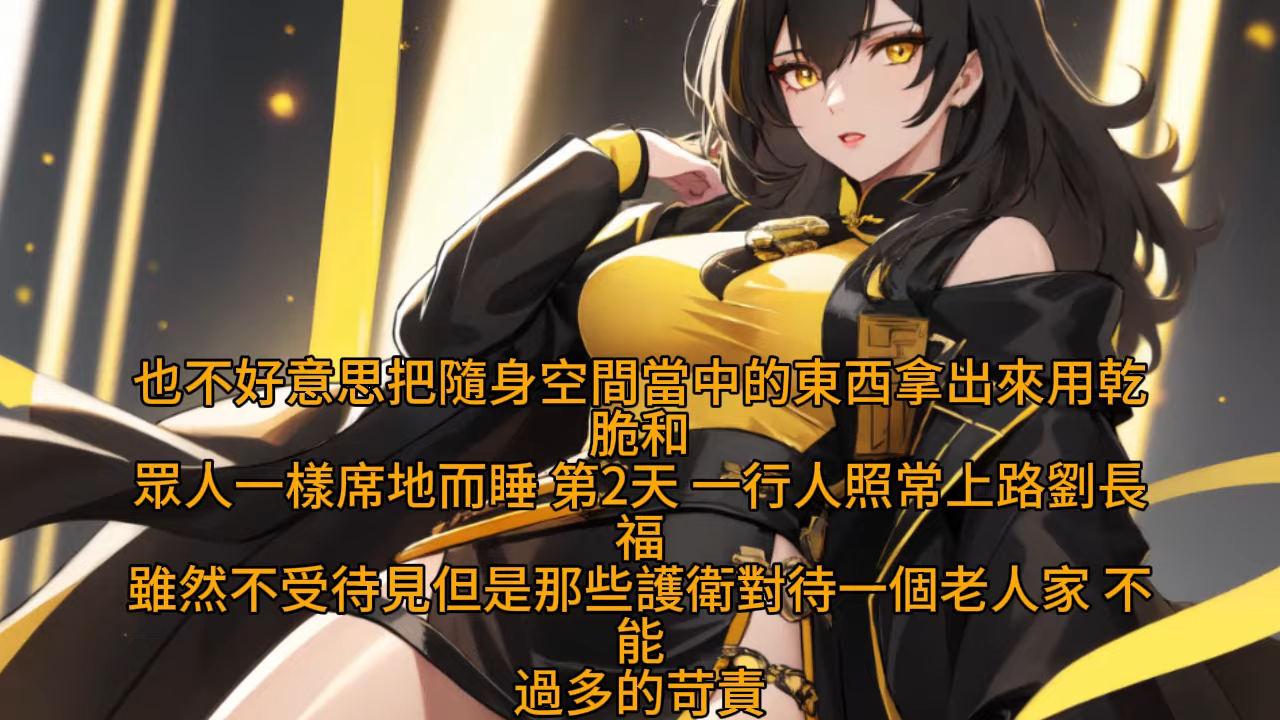 也不好意思把隨身空間當中的東西拿出來用乾
脆和
眾人一樣席地而睡 第2天 一行人照常上路劉長
福
雖然不受待見但是那些護衛對待一個老人家 不
能
過多的苛責